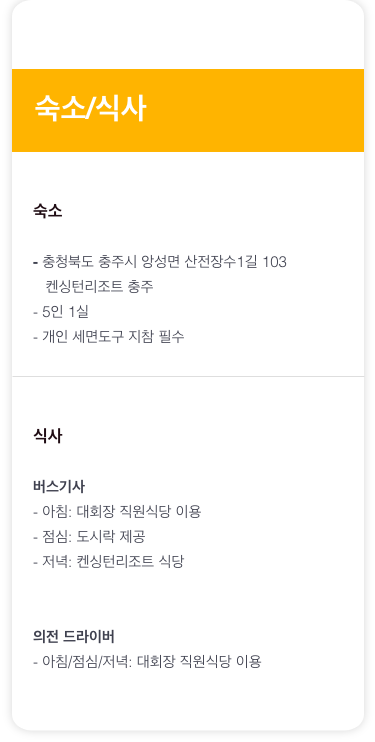 숙소/식사
숙소
- 충청북도 충주시 앙성면 산전장수1길 103
켄싱턴리조트 충주
- 5인 1실
- 개인 세면도구 지참 필수
식사
버스기사
- 아침: 대회장 직원식당 이용
- 점심: 도시락 제공
- 저녁: 켄싱턴리조트 식당
의전 드라이버
- 아침/점심/저녁: 대회장 직원식당 이용